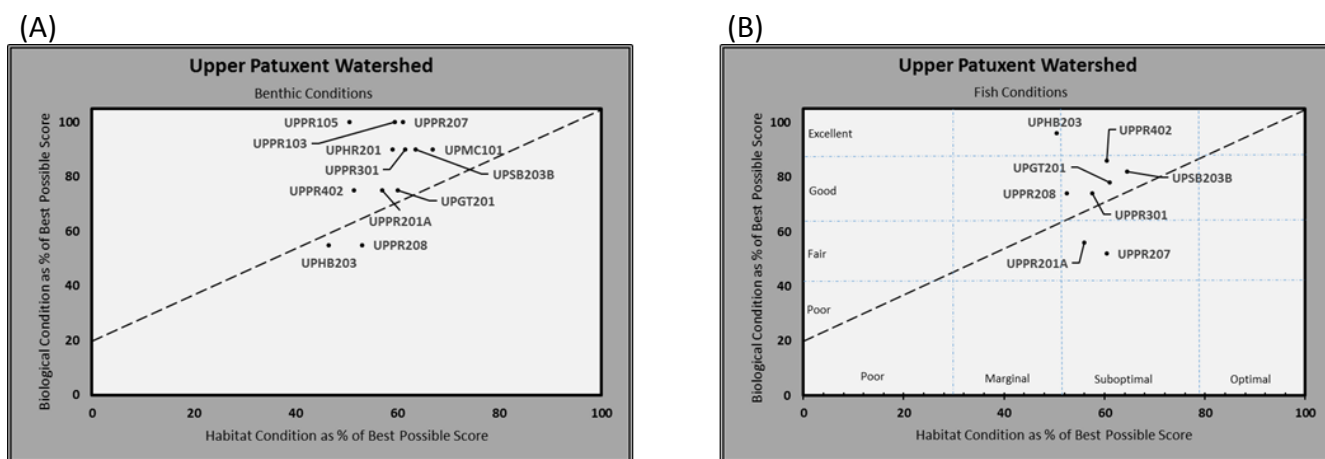 (A)
Upper Patuxent Watershed
Benthic Conditions
Biological Condition as % of Best Possible Score
100
80
60
40
20
0
UPPR105
UPPR207
UPPR103
UPHR201
UPMC101
UPPR301
UPSB203B
UPPR402
UPGT201
UPPR201A
UPPR208
UPHB203
0 20 40 60 80 100
Habitat Condition as % of Best Possible Score
(B)
Upper Patuxent Watershed
Fish Conditions
Biological Condition as % of Best Possible Score
100
80
60
40
20
0
Excellent
Good
Fair
Poor
UPHB203
UPPR402
UPGT201
UPSB203B
UPPR208
UPPR301
UPPR201A
UPPR207
Poor Marginal Suboptimal Optimal
0 20 40 60 80 100
Habitat Condition as % of Best Possible Score